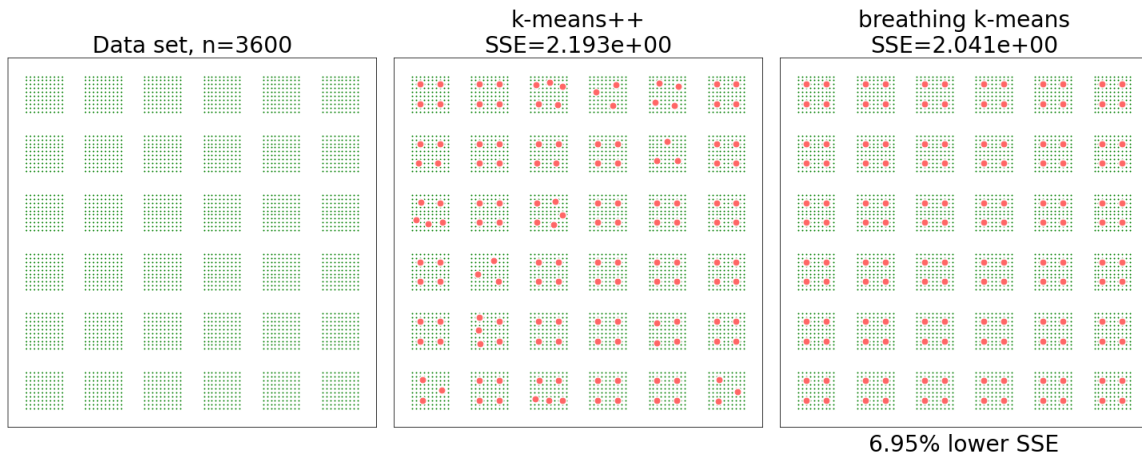 Data set, n=3600
k-means++
SSE=2.193e+00
breathing k-means
SSE=2.041e+00
6.95% lower SSE